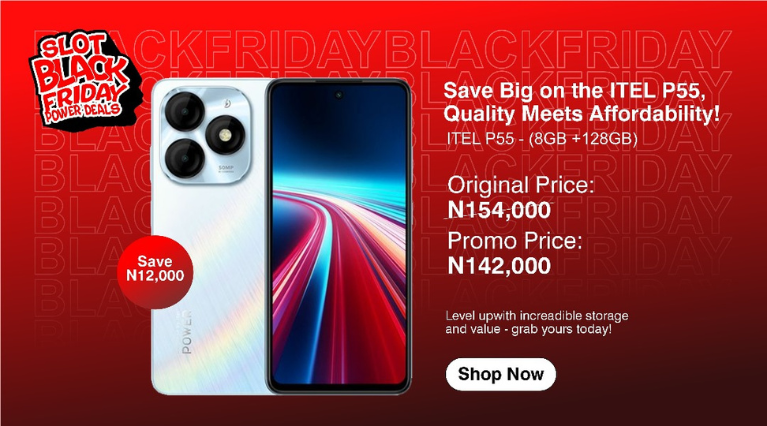 SLOT
BLACK
FRIDAY
POWER DEALS
BLACKFRIDAYBLACKFRIDAY
Save Big on the ITEL P55,
Quality Meets Affordability!
ITEL P55 - (8GB +128GB)
Original Price:
N154,000
Promo Price:
N142,000
Save
N12,000
50MP
POWER
Level upwith increadible storage
and value - grab yours today!
Shop Now